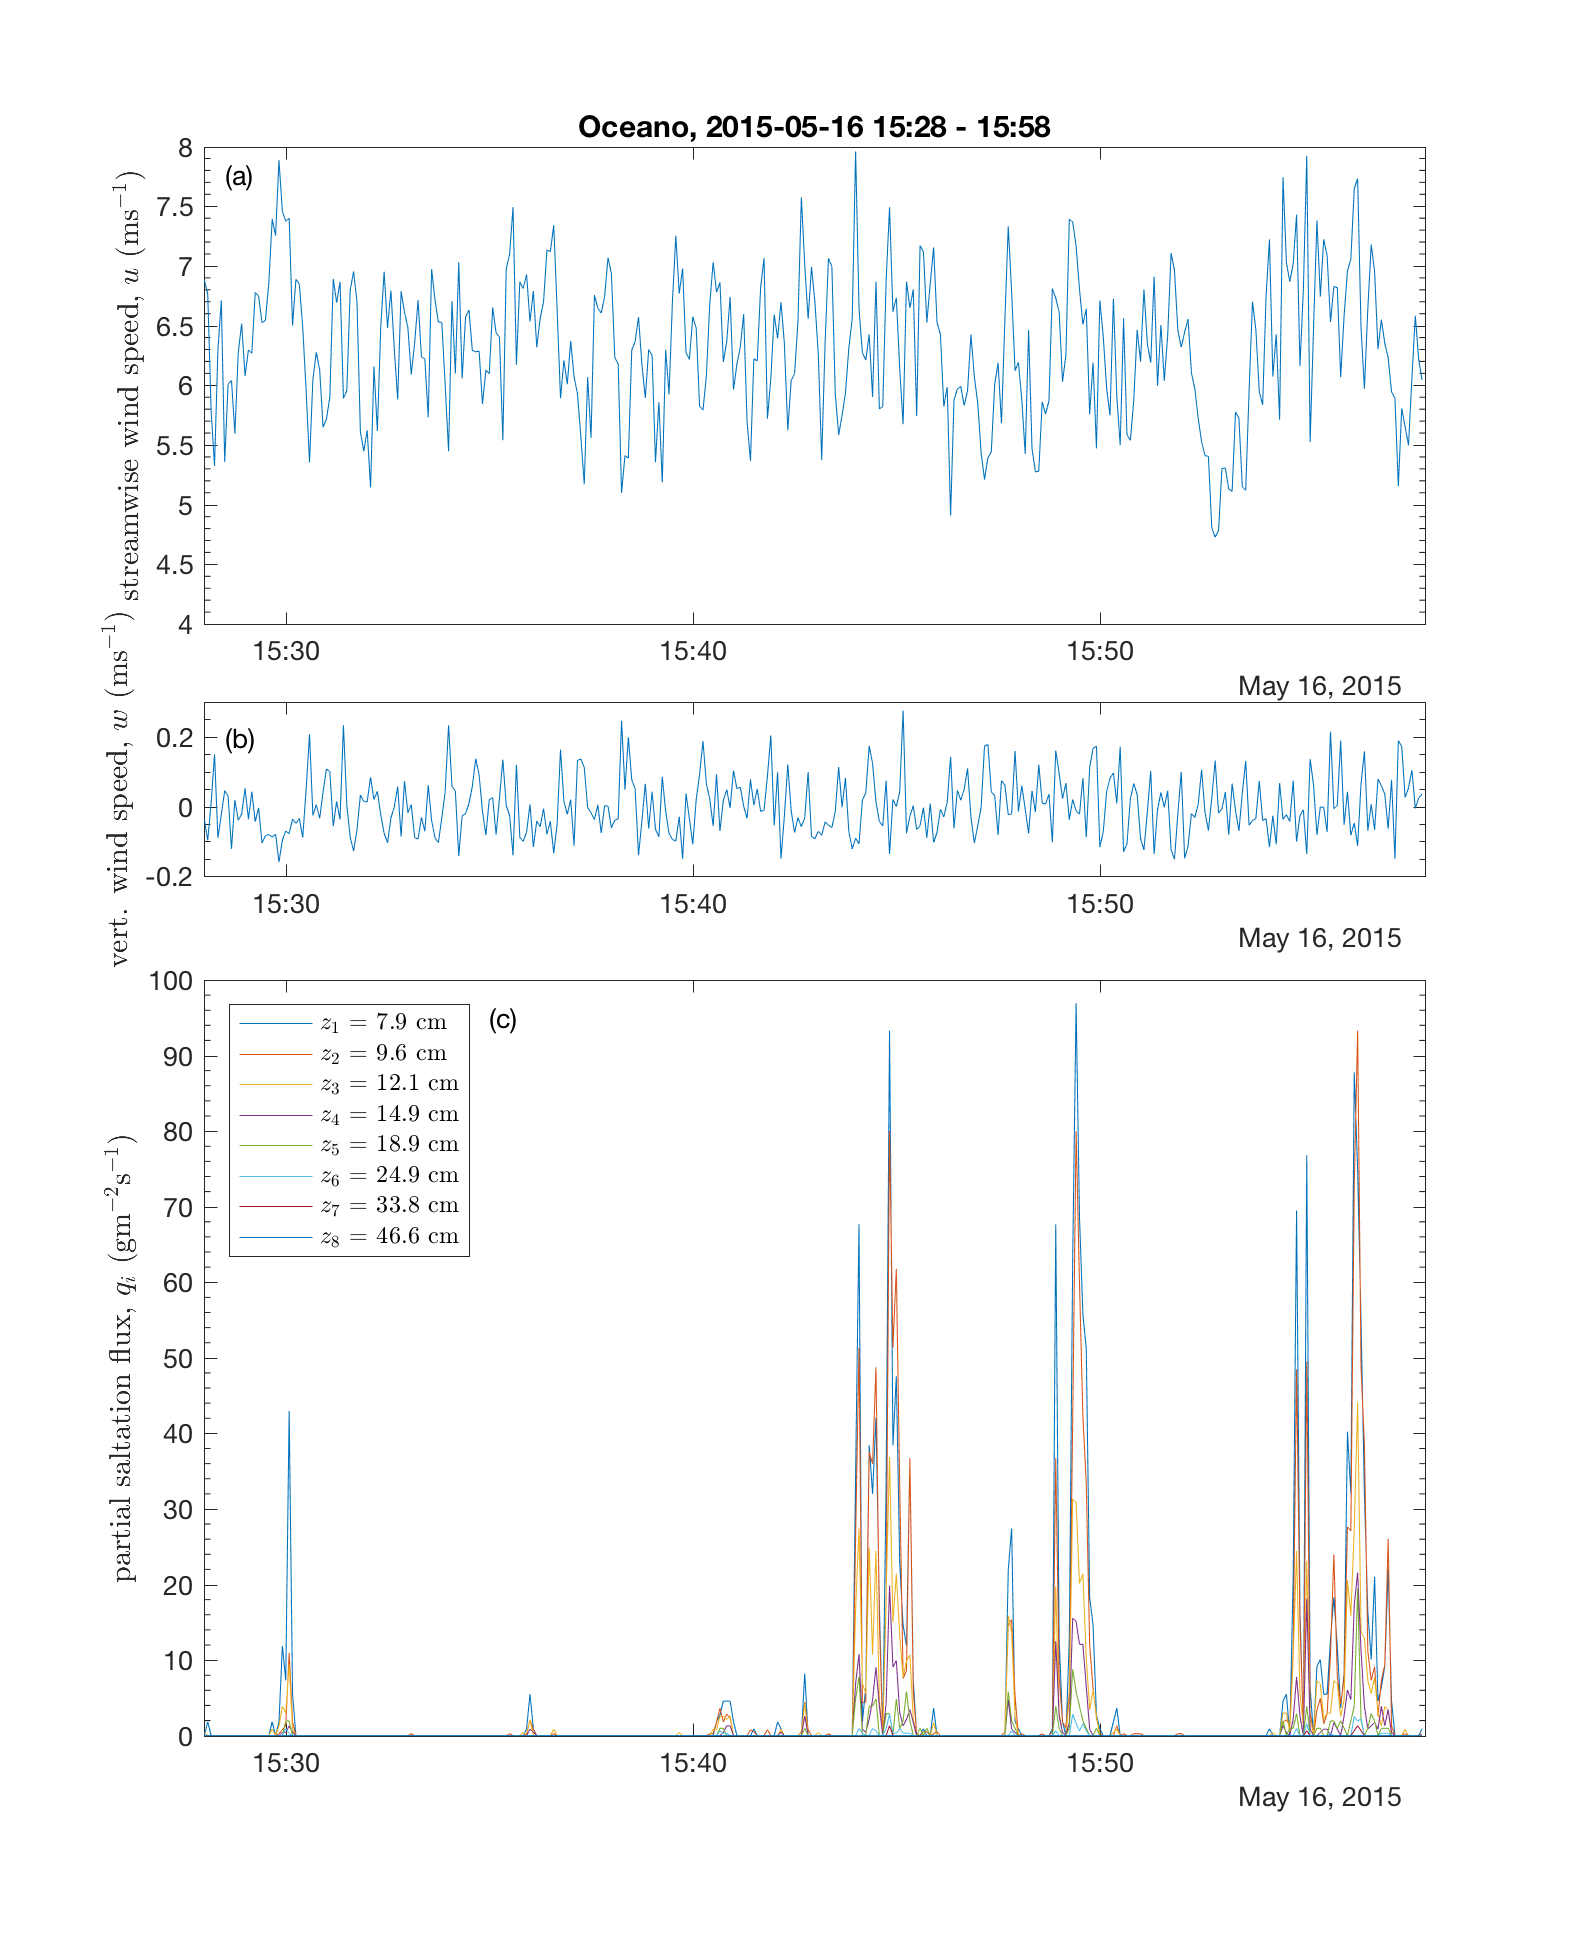 Oceano, 2015-05-16 15:28 - 15:58
(a)
streamwise wind speed, u (ms⁻¹)
8
7.5
7
6.5
6
5.5
5
4.5
4
15:30 15:40 15:50
May 16, 2015
(b)
vert. wind speed, w (ms⁻¹)
0.2
0
-0.2
15:30 15:40 15:50
May 16, 2015
(c)
partial saltation flux, qᵢ (gm⁻²s⁻¹)
100
90
80
70
60
50
40
30
20
10
0
z₁ = 7.9 cm
z₂ = 9.6 cm
z₃ = 12.1 cm
z₄ = 14.9 cm
z₅ = 18.9 cm
z₆ = 24.9 cm
z₇ = 33.8 cm
z₈ = 46.6 cm
15:30 15:40 15:50
May 16, 2015